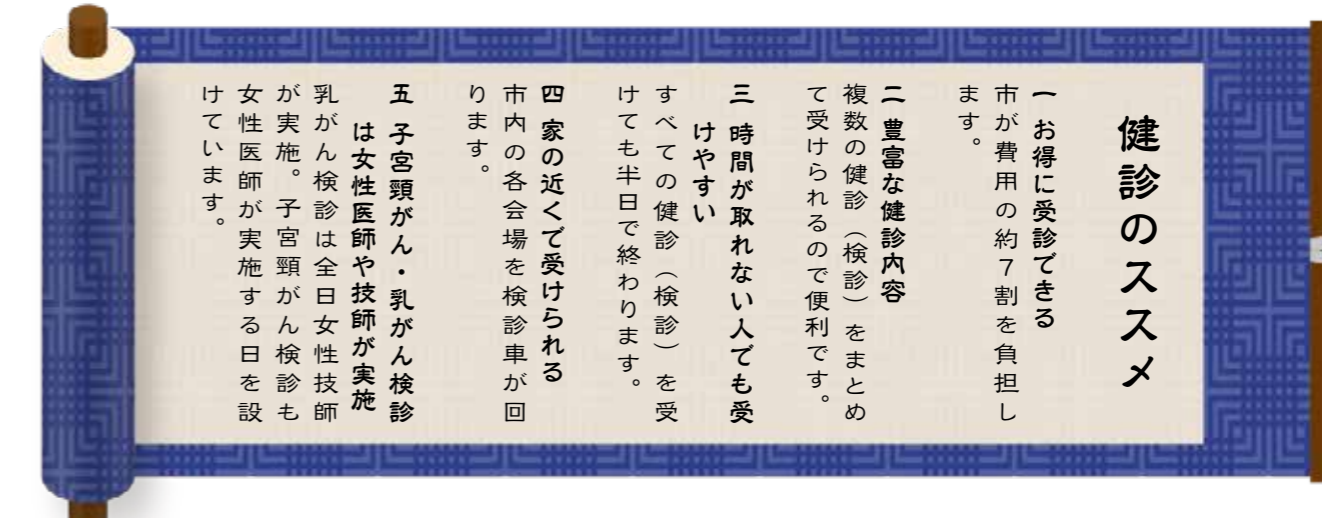 健診のススメ
一 お得に受診できる
市が費用の約7割を負担し
ます。
二 豊富な健診内容
複数の健診（検診）をまとめ
て受けられるので便利です。
三 時間が取れない人でも受
けやすい
すべての健診（検診）を受
けても半日で終わります。
四 家の近くで受けられる
市内の各会場を検診車が回
ります。
五 子宮頸がん・乳がん検診
は女性医師や技師が実施
乳がん検診は全日女性技師
が実施。子宮頸がん検診も
女性医師が実施する日を設
けています。